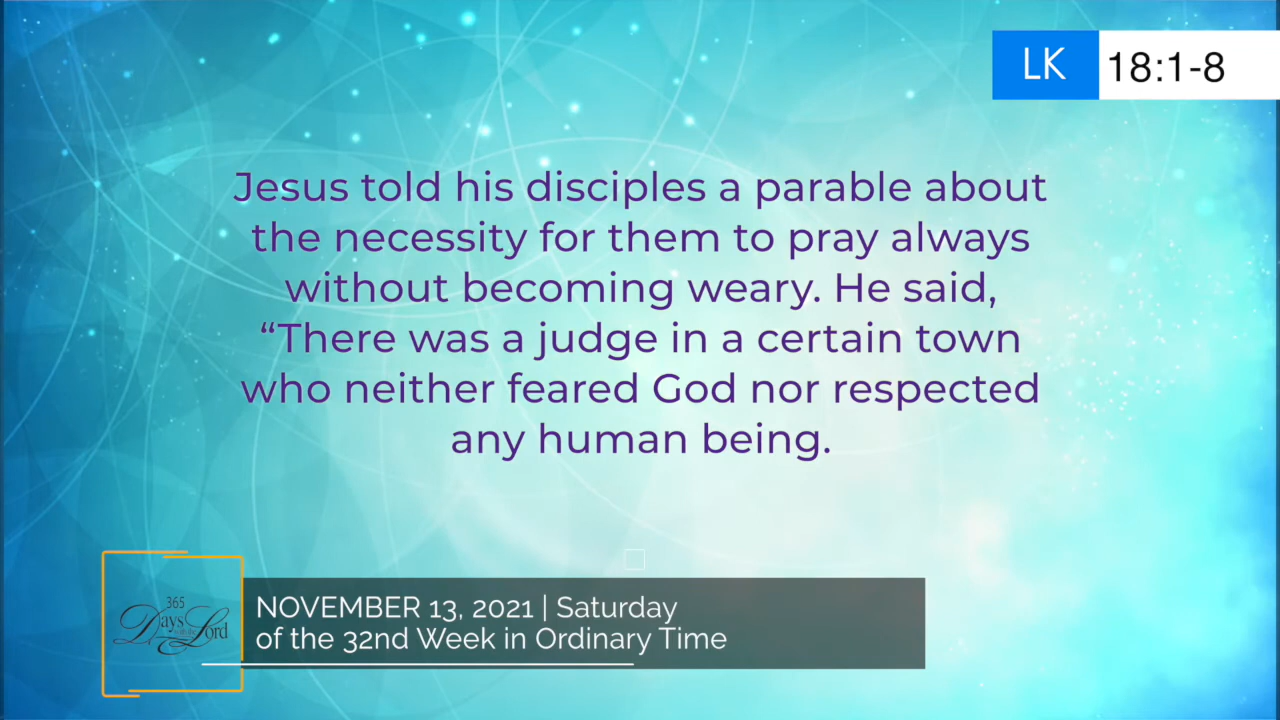 LK 18:1-8
Jesus told his disciples a parable about
the necessity for them to pray always
without becoming weary. He said,
“There was a judge in a certain town
who neither feared God nor respected
any human being.
365
Days with the Lord
NOVEMBER 13, 2021 | Saturday
of the 32nd Week in Ordinary Time